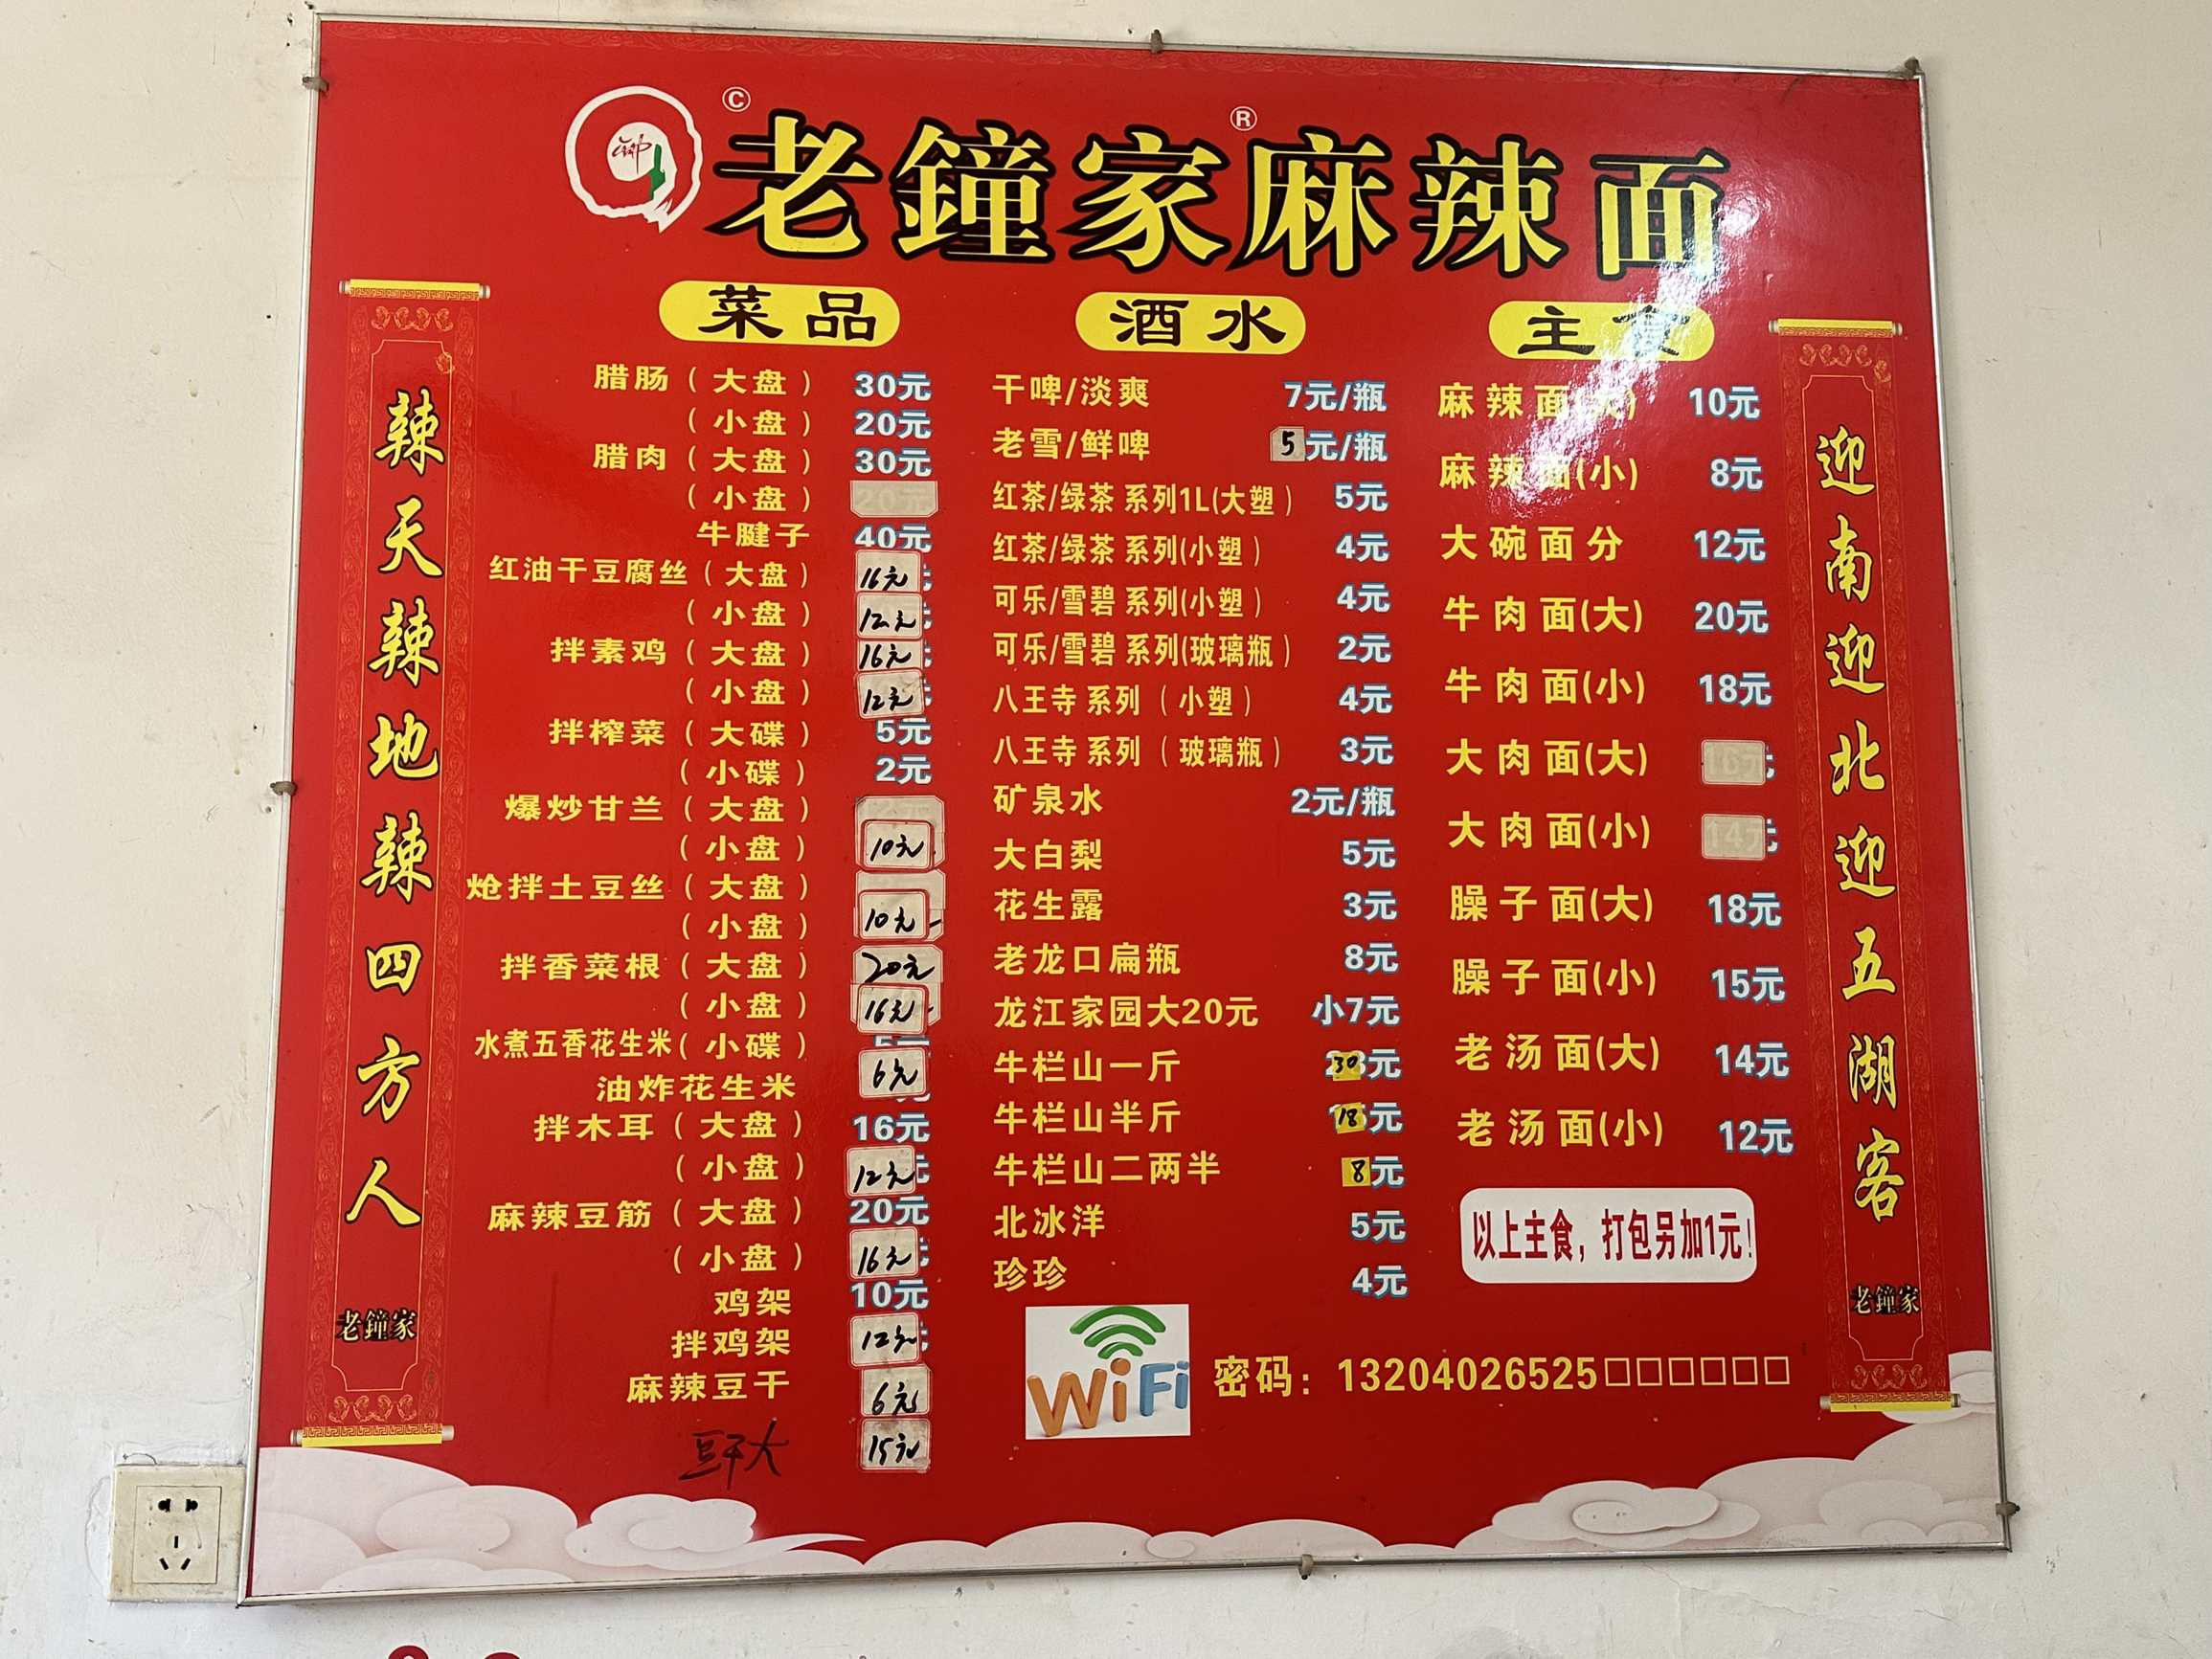 © ®
老鐘家麻辣面
辣天辣地辣四方人
老鐘家
菜品
腊肠（大盘） 30元
（小盘） 20元
腊肉（大盘） 30元
（小盘） 20元
牛腱子 40元
红油干豆腐丝（大盘） 16元
（小盘） 12元
拌素鸡（大盘） 16元
（小盘） 12元
拌榨菜（大碟） 5元
（小碟） 2元
爆炒甘兰（大盘）
（小盘） 10元
炝拌土豆丝（大盘）
（小盘） 10元
拌香菜根（大盘） 20元
（小盘） 16元
水煮五香花生米（小碟）
油炸花生米 6元
拌木耳（大盘） 16元
（小盘） 12元
麻辣豆筋（大盘） 20元
（小盘） 16元
鸡架 10元
拌鸡架 12元
麻辣豆干 6元
豆干大 15元
酒水
干啤/淡爽 7元/瓶
老雪/鲜啤 5元/瓶
红茶/绿茶 系列1L(大塑） 5元
红茶/绿茶 系列(小塑） 4元
可乐/雪碧 系列(小塑） 4元
可乐/雪碧 系列(玻璃瓶） 2元
八王寺 系列（小塑） 4元
八王寺 系列（玻璃瓶） 3元
矿泉水 2元/瓶
大白梨 5元
花生露 3元
老龙口扁瓶 8元
龙江家园大20元 小7元
牛栏山一斤 30元
牛栏山半斤 18元
牛栏山二两半 8元
北冰洋 5元
珍珍 4元
WiFi 密码：13204026525□□□□□□
主食
麻辣面(大) 10元
麻辣面(小) 8元
大碗面分 12元
牛肉面(大) 20元
牛肉面(小) 18元
大肉面(大) 16元
大肉面(小) 14元
臊子面(大) 18元
臊子面(小) 15元
老汤面(大) 14元
老汤面(小) 12元
以上主食，打包另加1元！
迎南迎迎北迎五湖客
老鐘家